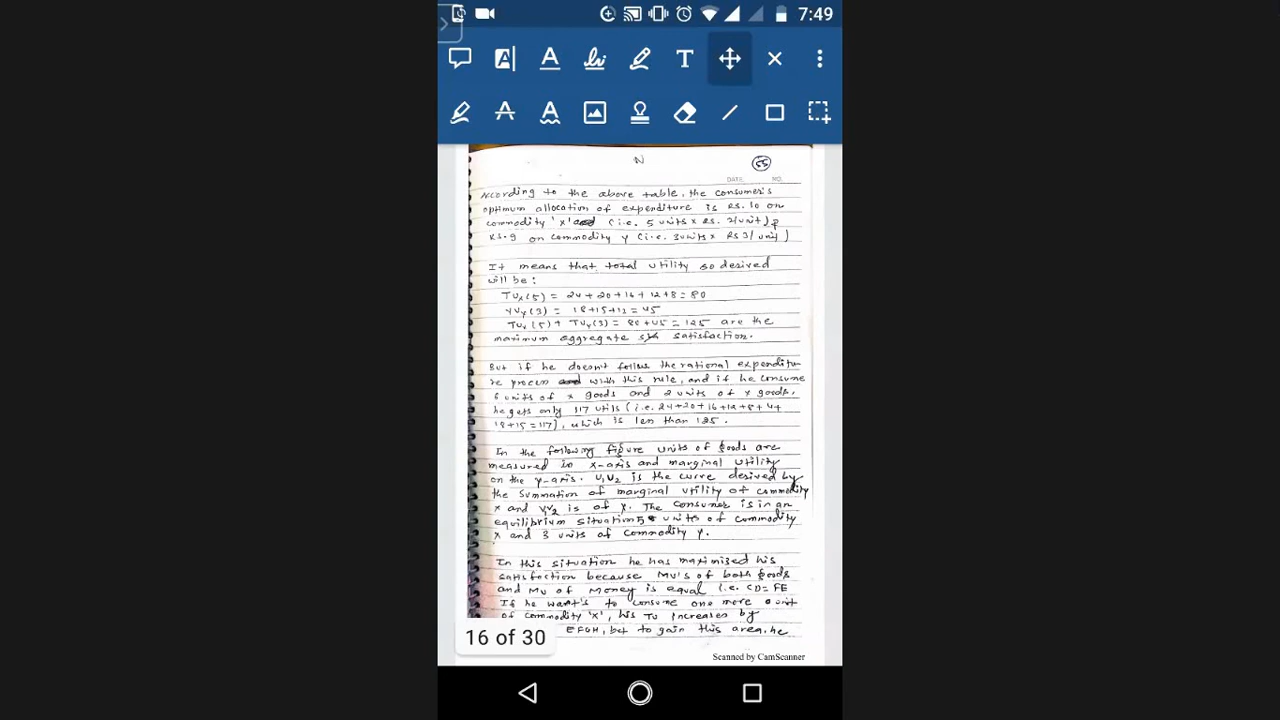 7:49
N
55
DATE NO.
According to the above table, the consumer's
optimum allocation of expenditure is Rs. 10 on
commodity 'x' (i.e. 5 units x Rs. 2/unit) &
Rs. 9 on commodity y (i.e. 3 units x Rs 3/unit)
It means that total utility so desired
will be:
TUx(5) = 24+20+16+12+8=80
YUy(3) = 18+15+12=45
TUx(5) + TUy(3) = 80+45 = 125 are the
maximum aggregate satisfaction.
But if he doesn't follow the rational expenditu
re process with this rule, and if he consume
6 units of x goods and 2 units of x goods,
he gets only 117 utils (i.e. 24+20+16+12+8+4+
18+15=117), which is less than 125.
In the following figure units of goods are
measured in x-axis and marginal utility
on the y-axis. U1U2 is the curve desired by
the summation of marginal utility of commodity
x and YV2 is of y. The consumer is in an
equilibrium situation units of commodity
x and 3 units of commodity y.
In this situation he has maximised his
satisfaction because MU's of both goods
and MU of Money is equal i.e. CD=FE
If he want's to consume one more unit
of commodity 'x', his TU increases by
EFGH, but to gain this area, he
16 of 30
Scanned by CamScanner